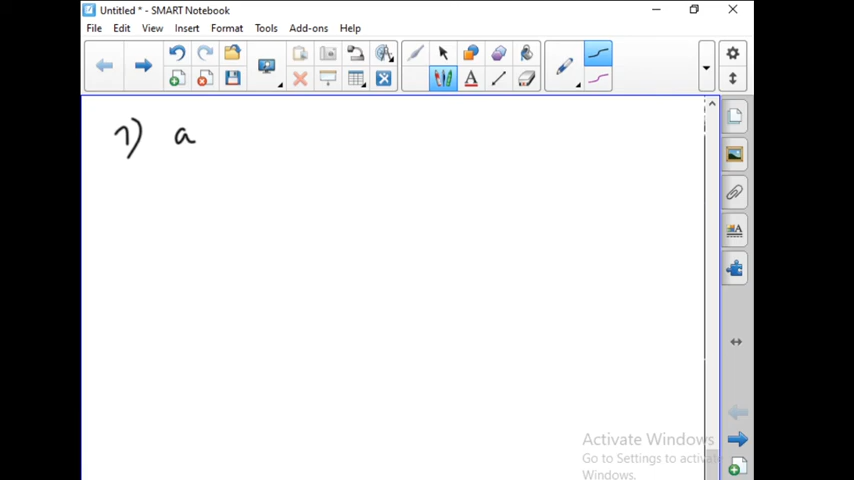 Untitled * - SMART Notebook
File Edit View Insert Format Tools Add-ons Help
1) a
Activate Windows
Go to Settings to activate
Windows.